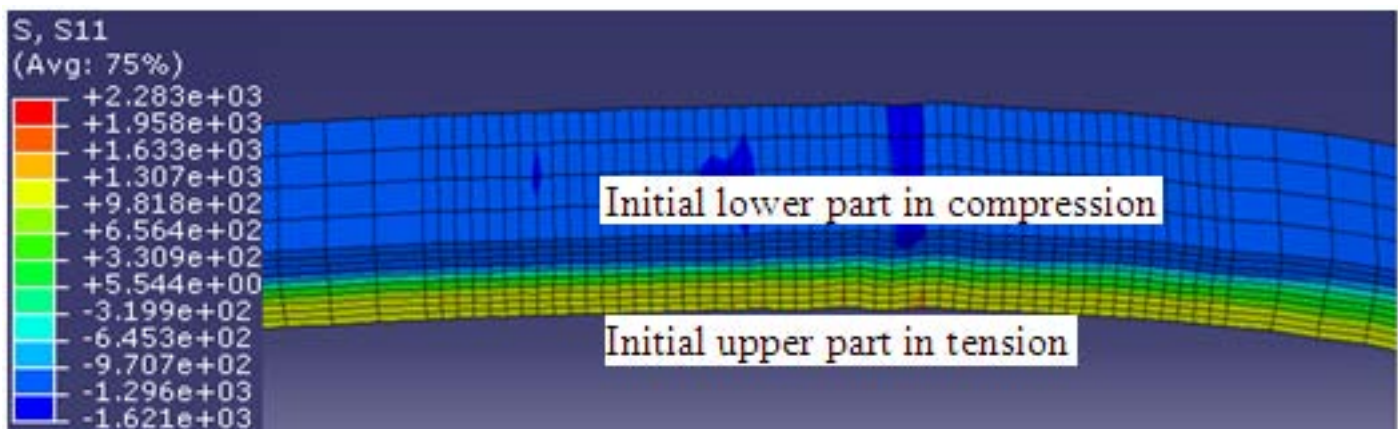 S, S11
(Avg: 75%)
+2.283e+03
+1.958e+03
+1.633e+03
+1.307e+03
+9.818e+02
+6.564e+02
+3.309e+02
+5.544e+00
-3.199e+02
-6.453e+02
-9.707e+02
-1.296e+03
-1.621e+03
Initial lower part in compression
Initial upper part in tension